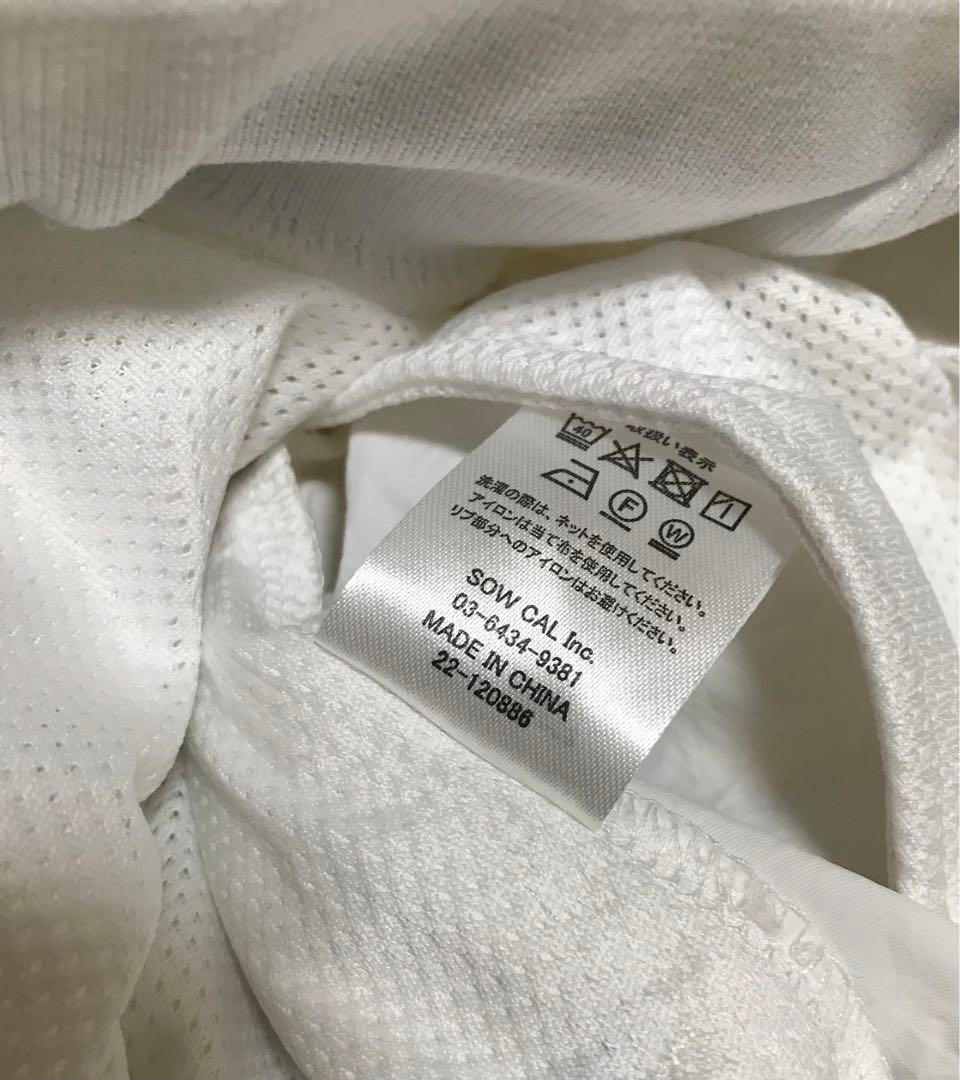 取扱い表示
40
F
W
洗濯の際は、ネットを使用してください。
アイロンは当て布を使用してください。
リブ部分へのアイロンはお避けください。
SOW CAL Inc.
03-6434-9381
MADE IN CHINA
22-120886